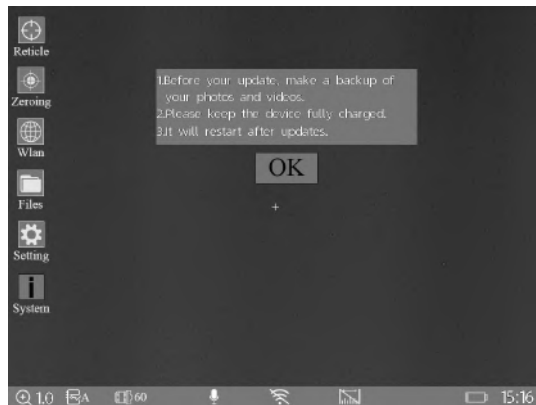 Reticle
Zeroing
Wlan
Files
Setting
System
1.Before your update, make a backup of
your photos and videos.
2.Please keep the device fully charged.
3.It will restart after updates.
OK
1.0
A
60
15:16